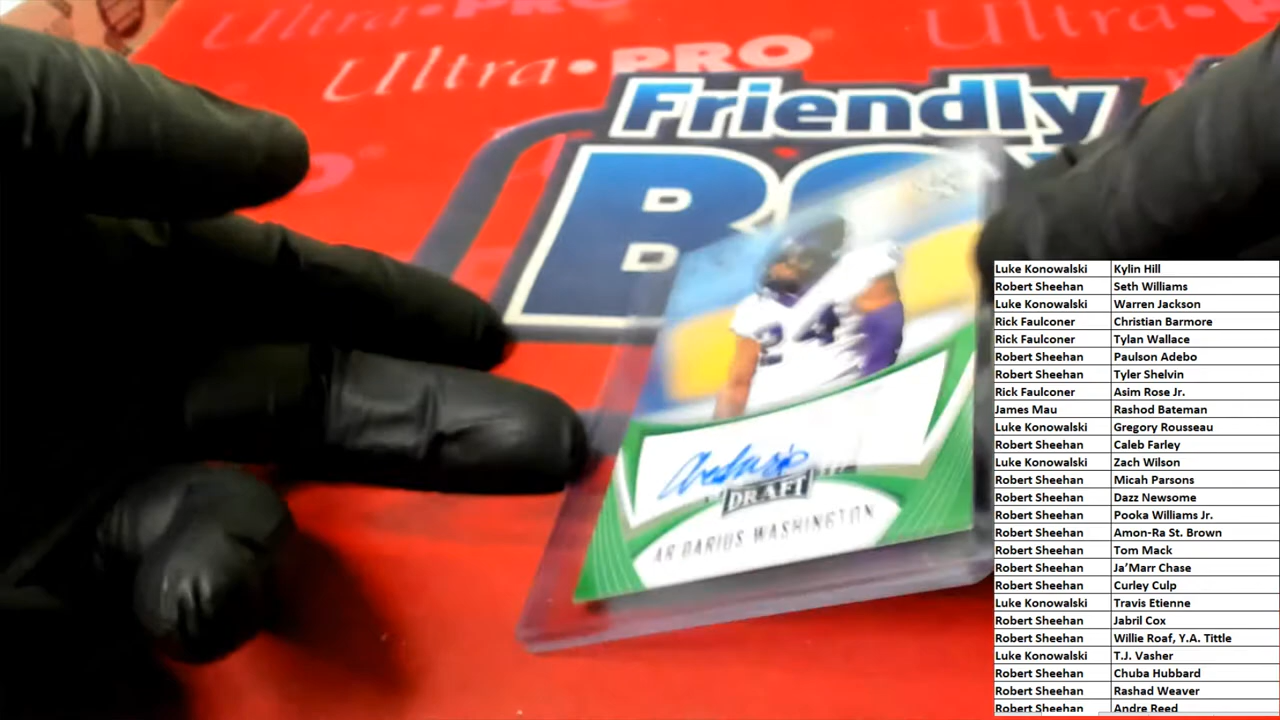 Ultra•PRO
Ultra•PRO
Ultra•PRO
PRO
Friendly
24
DRAFT
AR'DARIUS WASHINGTON
Luke Konowalski Kylin Hill
Robert Sheehan Seth Williams
Luke Konowalski Warren Jackson
Rick Faulconer Christian Barmore
Rick Faulconer Tylan Wallace
Robert Sheehan Paulson Adebo
Robert Sheehan Tyler Shelvin
Rick Faulconer Asim Rose Jr.
James Mau Rashod Bateman
Luke Konowalski Gregory Rousseau
Robert Sheehan Caleb Farley
Luke Konowalski Zach Wilson
Robert Sheehan Micah Parsons
Robert Sheehan Dazz Newsome
Robert Sheehan Pooka Williams Jr.
Robert Sheehan Amon-Ra St. Brown
Robert Sheehan Tom Mack
Robert Sheehan Ja’Marr Chase
Robert Sheehan Curley Culp
Luke Konowalski Travis Etienne
Robert Sheehan Jabril Cox
Robert Sheehan Willie Roaf, Y.A. Tittle
Luke Konowalski T.J. Vasher
Robert Sheehan Chuba Hubbard
Robert Sheehan Rashad Weaver
Robert Sheehan Andre Reed